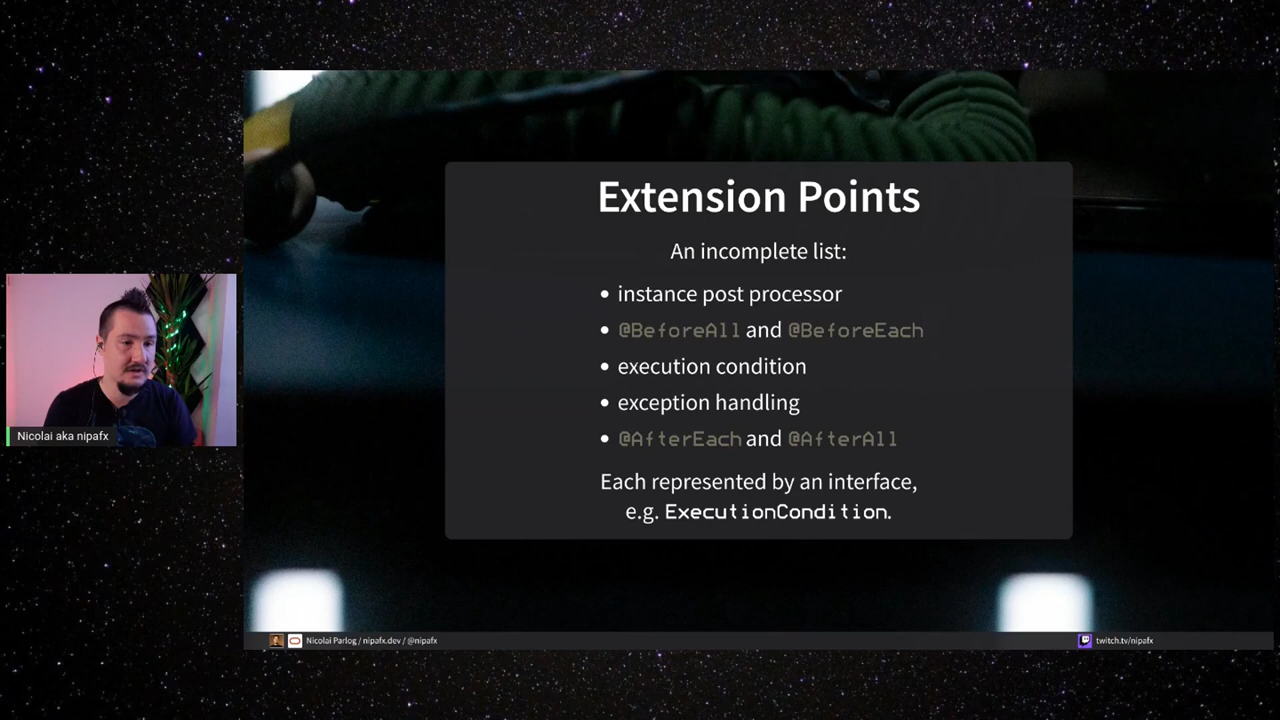 Extension Points
An incomplete list:
• instance post processor
• @BeforeAll and @BeforeEach
• execution condition
• exception handling
• @AfterEach and @AfterAll
Each represented by an interface,
e.g. ExecutionCondition.
Nicolai aka nipafx
Nicolai Parlog / nipafx.dev / @nipafx
twitch.tv/nipafx